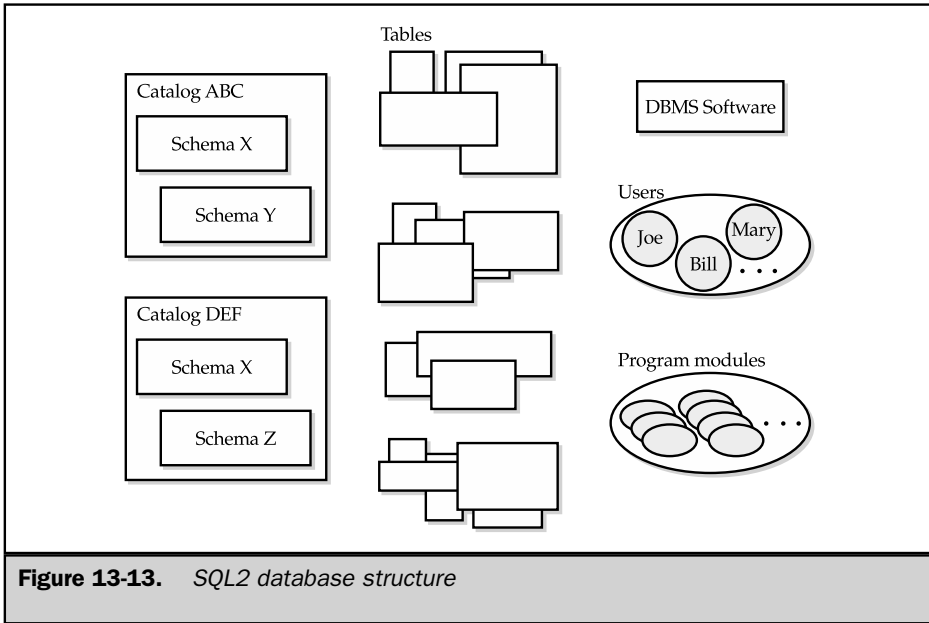 Catalog ABC
Schema X
Schema Y
Catalog DEF
Schema X
Schema Z
Tables
DBMS Software
Users
Joe
Bill
Mary
. . .
Program modules
. . .
Figure 13-13. SQL2 database structure